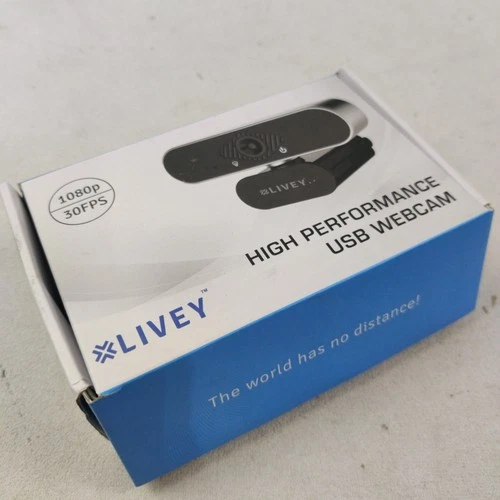 1080p
30FPS
LIVEY
HIGH PERFORMANCE
USB WEBCAM
LIVEY™
The world has no distance!